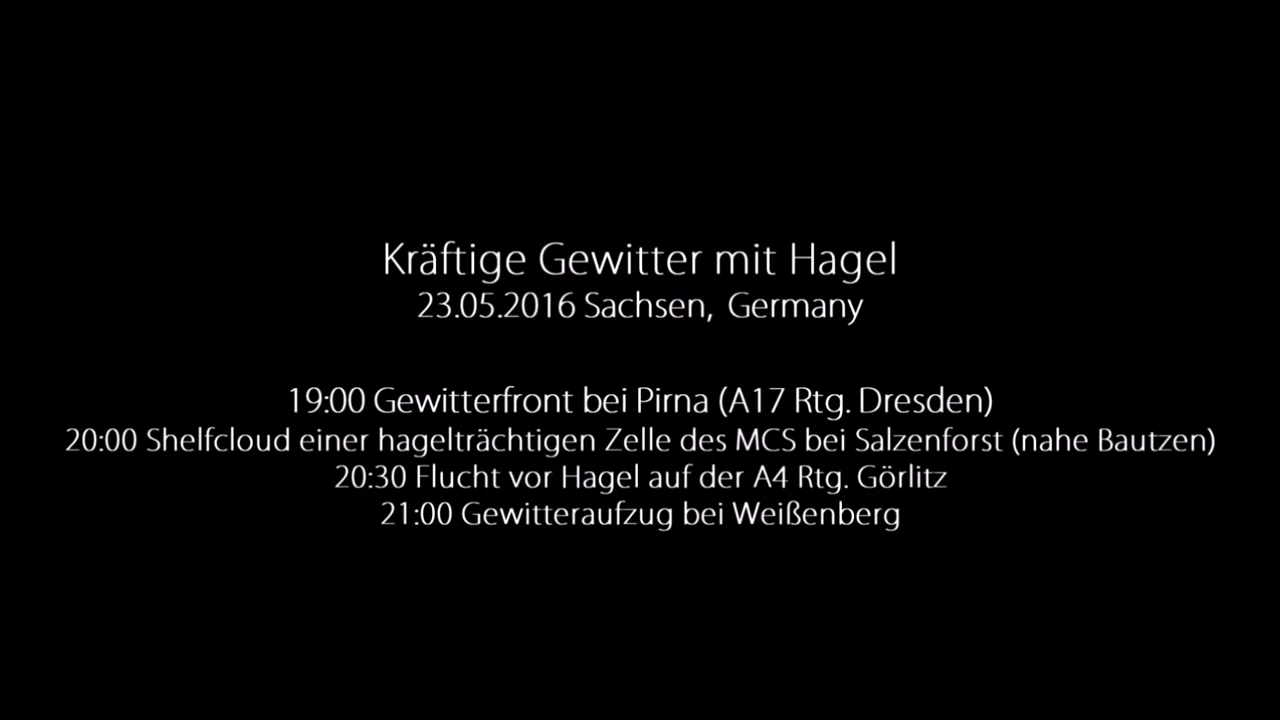 Kräftige Gewitter mit Hagel
23.05.2016 Sachsen, Germany
19:00 Gewitterfront bei Pirna (A17 Rtg. Dresden)
20:00 Shelfcloud einer hagelträchtigen Zelle des MCS bei Salzenforst (nahe Bautzen)
20:30 Flucht vor Hagel auf der A4 Rtg. Görlitz
21:00 Gewitteraufzug bei Weißenberg